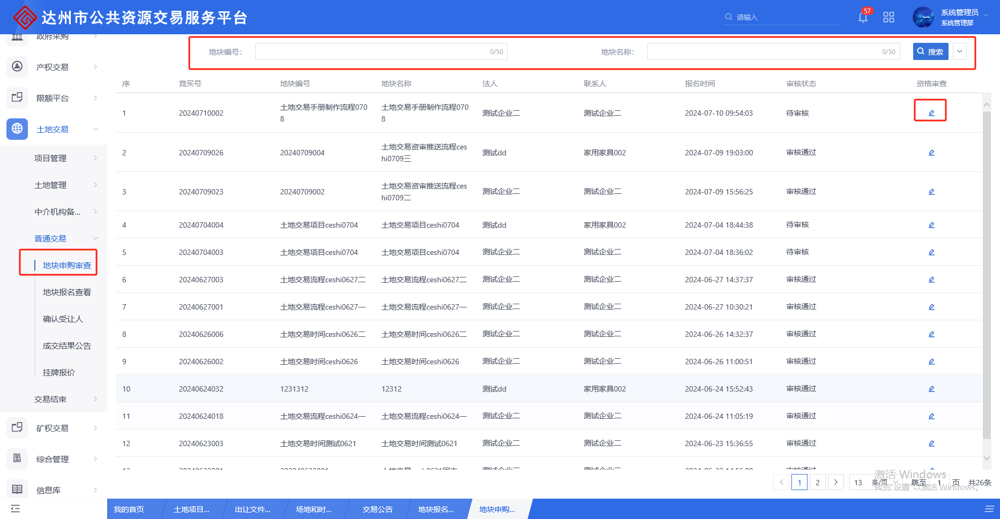 达州市公共资源交易服务平台
请输入
57
系统管理员
系统管理部
政府采购
产权交易
限额平台
土地交易
项目管理
土地管理
中介机构备...
普通交易
地块申购审查
地块报名查看
确认受让人
成交结果公告
挂牌报价
交易结束
矿权交易
综合管理
信息库
地块编号： 0/50 地块名称： 0/50 搜索
序 竞买号 地块编号 地块名称 法人 联系人 报名时间 审核状态 资格审查
1 20240710002 土地交易手册制作流程0708 土地交易手册制作流程0708 测试企业二 测试企业二 2024-07-10 09:54:03 待审核
2 20240709026 20240709004 土地交易资审推送流程ceshi0709三 测试dd 家用家具002 2024-07-09 19:03:00 审核通过
3 20240709023 20240709002 土地交易资审推送流程ceshi0709二 测试企业二 测试企业二 2024-07-09 15:56:25 审核通过
4 20240704004 土地交易项目ceshi0704 土地交易项目ceshi0704 测试dd 家用家具002 2024-07-04 18:44:38 待审核
5 20240704003 土地交易项目ceshi0704 土地交易项目ceshi0704 测试企业二 测试企业二 2024-07-04 18:36:02 待审核
6 20240627003 土地交易流程ceshi0627二 土地交易流程ceshi0627二 测试企业二 测试企业二 2024-06-27 14:37:37 审核通过
7 20240627001 土地交易流程ceshi0627一 土地交易流程ceshi0627一 测试企业二 测试企业二 2024-06-27 10:30:21 审核通过
8 20240626006 土地交易时间ceshi0626二 土地交易时间ceshi0626二 测试企业二 测试企业二 2024-06-26 14:32:37 审核通过
9 20240626002 土地交易时间ceshi0626 土地交易时间ceshi0626 测试企业二 测试企业二 2024-06-26 11:00:51 审核通过
10 20240624032 1231312 12312 测试dd 家用家具002 2024-06-24 15:52:43 审核通过
11 20240624018 土地交易流程ceshi0624一 土地交易流程ceshi0624一 测试企业二 测试企业二 2024-06-24 11:05:19 审核通过
12 20240623003 土地交易时间测试0621 土地交易时间测试0621 测试企业二 测试企业二 2024-06-23 15:36:55 审核通过
1 2 13 条/页 跳至 1 页 共26条
激活 Windows
转到"设置"以激活 Windows。
我的首页 土地项目... 出让文件... 场地和时... 交易公告 地块报名... 地块申购...